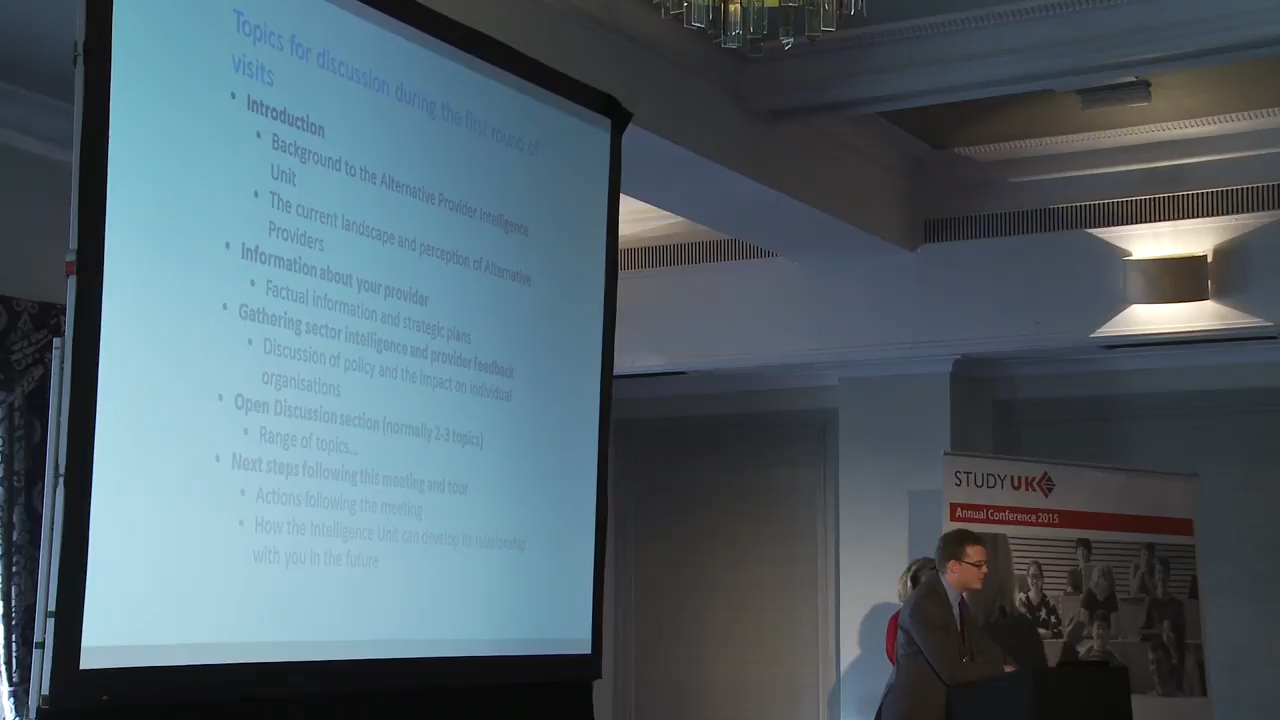 Topics for discussion during the first round of
visits
• Introduction
• Background to the Alternative Provider Intelligence
Unit
• The current landscape and perception of Alternative
Providers
• Information about your provider
• Factual information and strategic plans
• Gathering sector intelligence and provider feedback
• Discussion of policy and the impact on individual
organisations
• Open Discussion section (normally 2-3 topics)
• Range of topics...
• Next steps following this meeting and tour
• Actions following the meeting
• How the Intelligence Unit can develop its relationship
with you in the future
STUDY UK
Annual Conference 2015